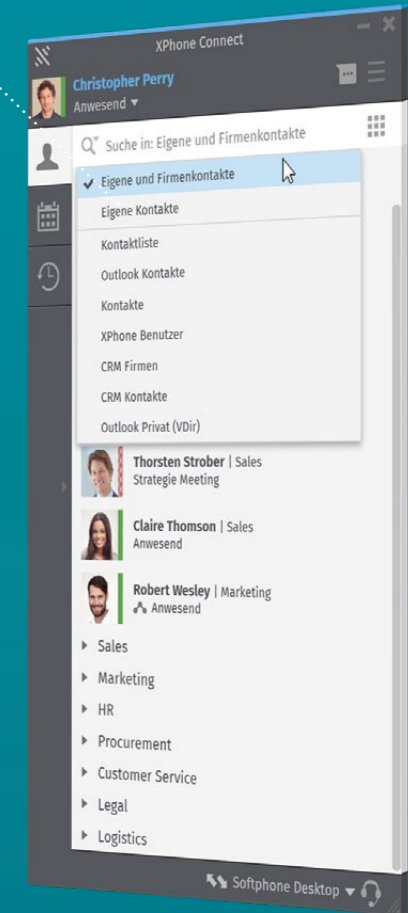 XPhone Connect
Christopher Perry
Anwesend
Suche in: Eigene und Firmenkontakte
Eigene und Firmenkontakte
Eigene Kontakte
Kontaktliste
Outlook Kontakte
Kontakte
XPhone Benutzer
CRM Firmen
CRM Kontakte
Outlook Privat (VDir)
Thorsten Strober | Sales
Strategie Meeting
Claire Thomson | Sales
Anwesend
Robert Wesley | Marketing
Anwesend
Sales
Marketing
HR
Procurement
Customer Service
Legal
Logistics
Softphone Desktop